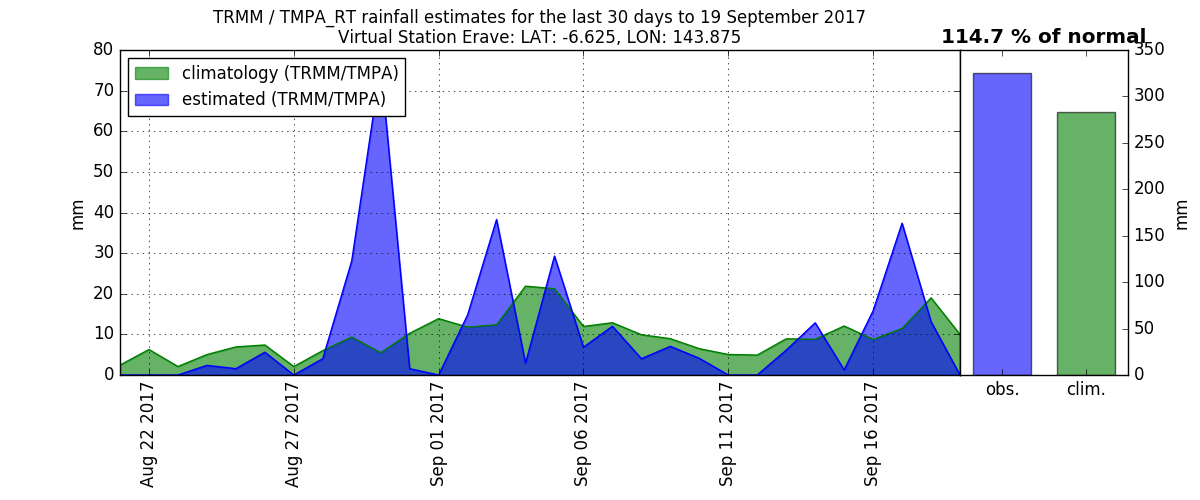 TRMM / TMPA_RT rainfall estimates for the last 30 days to 19 September 2017
Virtual Station Erave: LAT: -6.625, LON: 143.875
114.7 % of normal
climatology (TRMM/TMPA)
estimated (TRMM/TMPA)
80
70
60
50
40
30
20
10
0
mm
Aug 22 2017
Aug 27 2017
Sep 01 2017
Sep 06 2017
Sep 11 2017
Sep 16 2017
obs.
clim.
350
300
250
200
150
100
50
0
mm